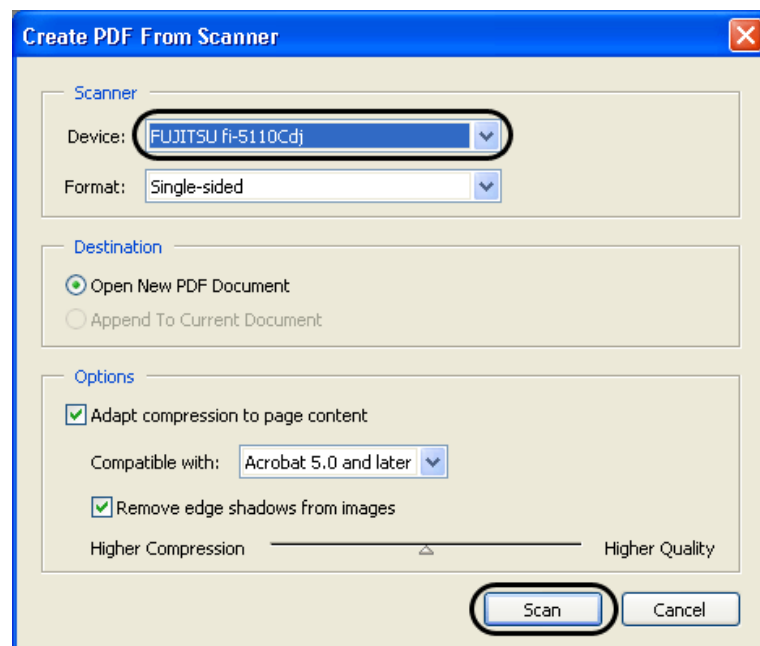 Create PDF From Scanner
Scanner
Device: FUJITSU fi-5110Cdj
Format: Single-sided
Destination
Open New PDF Document
Append To Current Document
Options
Adapt compression to page content
Compatible with: Acrobat 5.0 and later
Remove edge shadows from images
Higher Compression Higher Quality
Scan Cancel